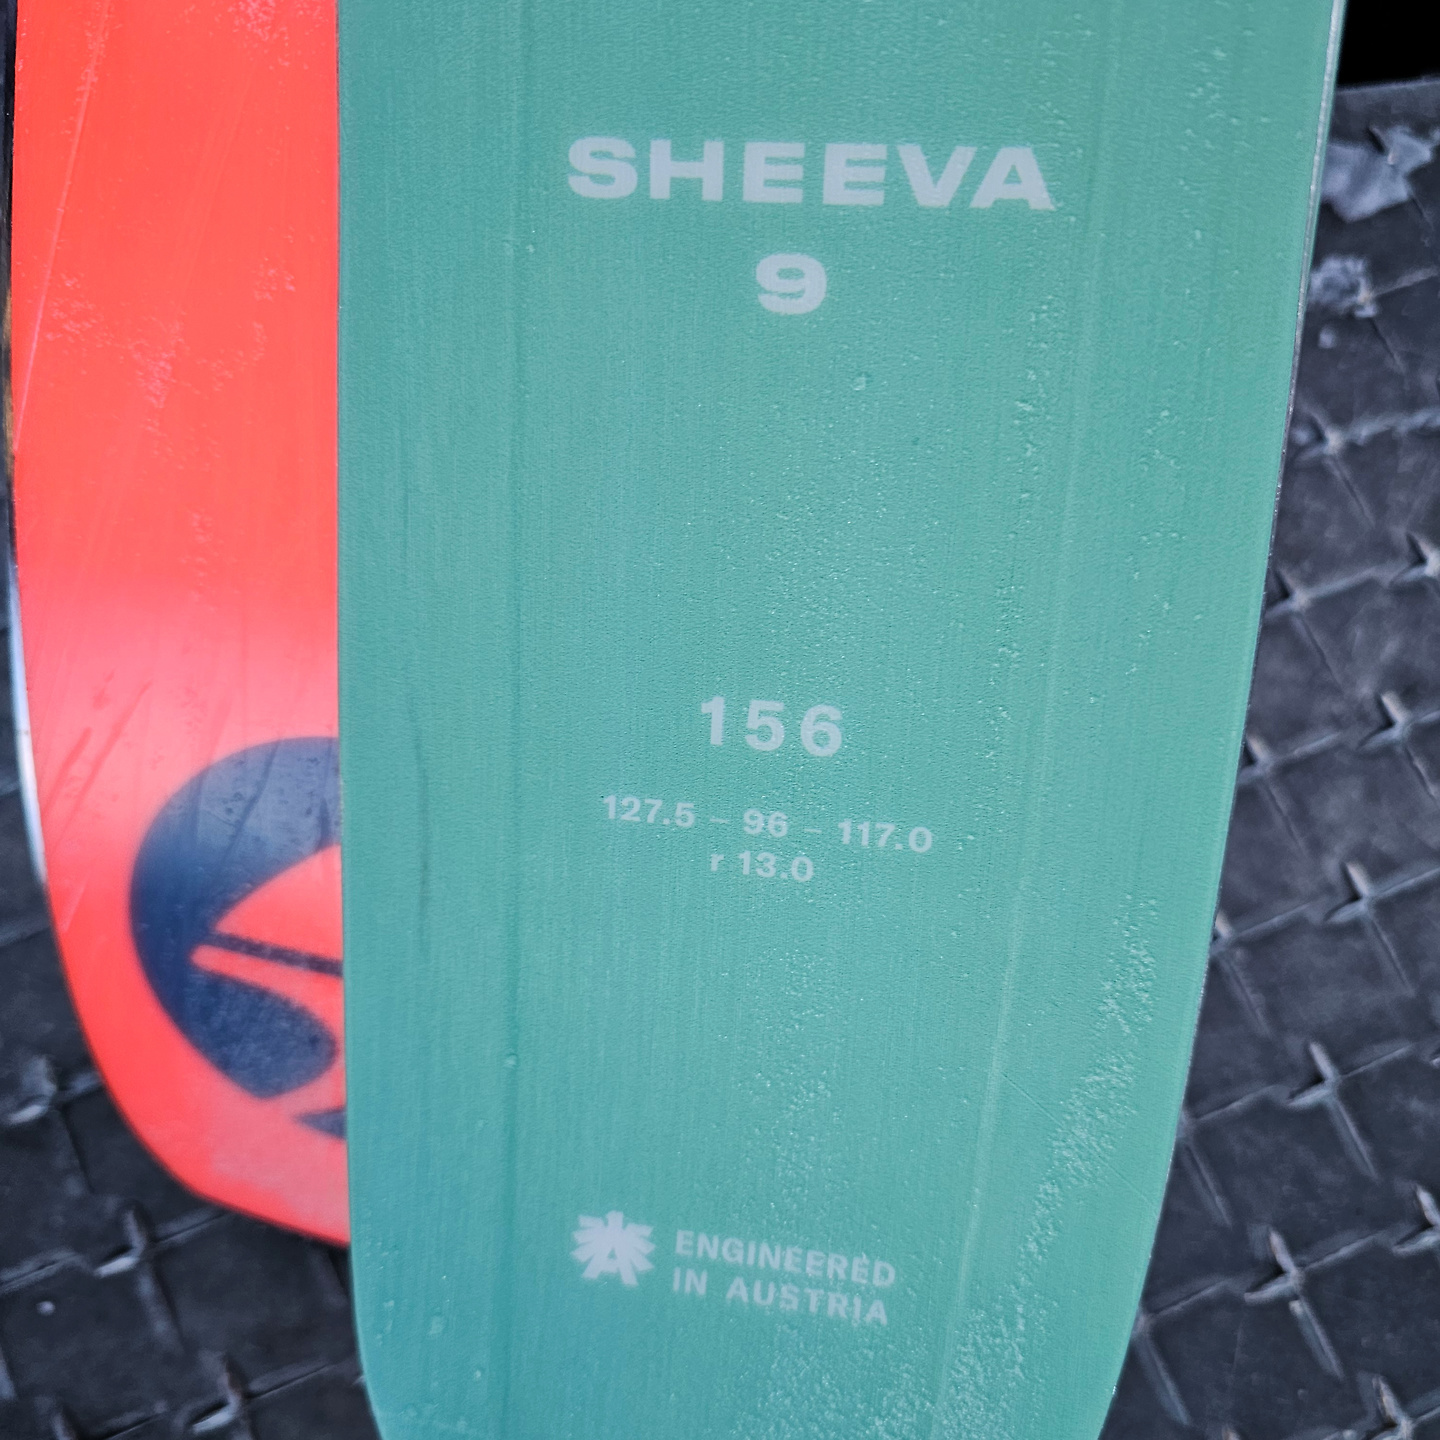 SHEEVA
9
156
127.5 – 96 – 117.0
r 13.0
A
ENGINEERED
IN AUSTRIA